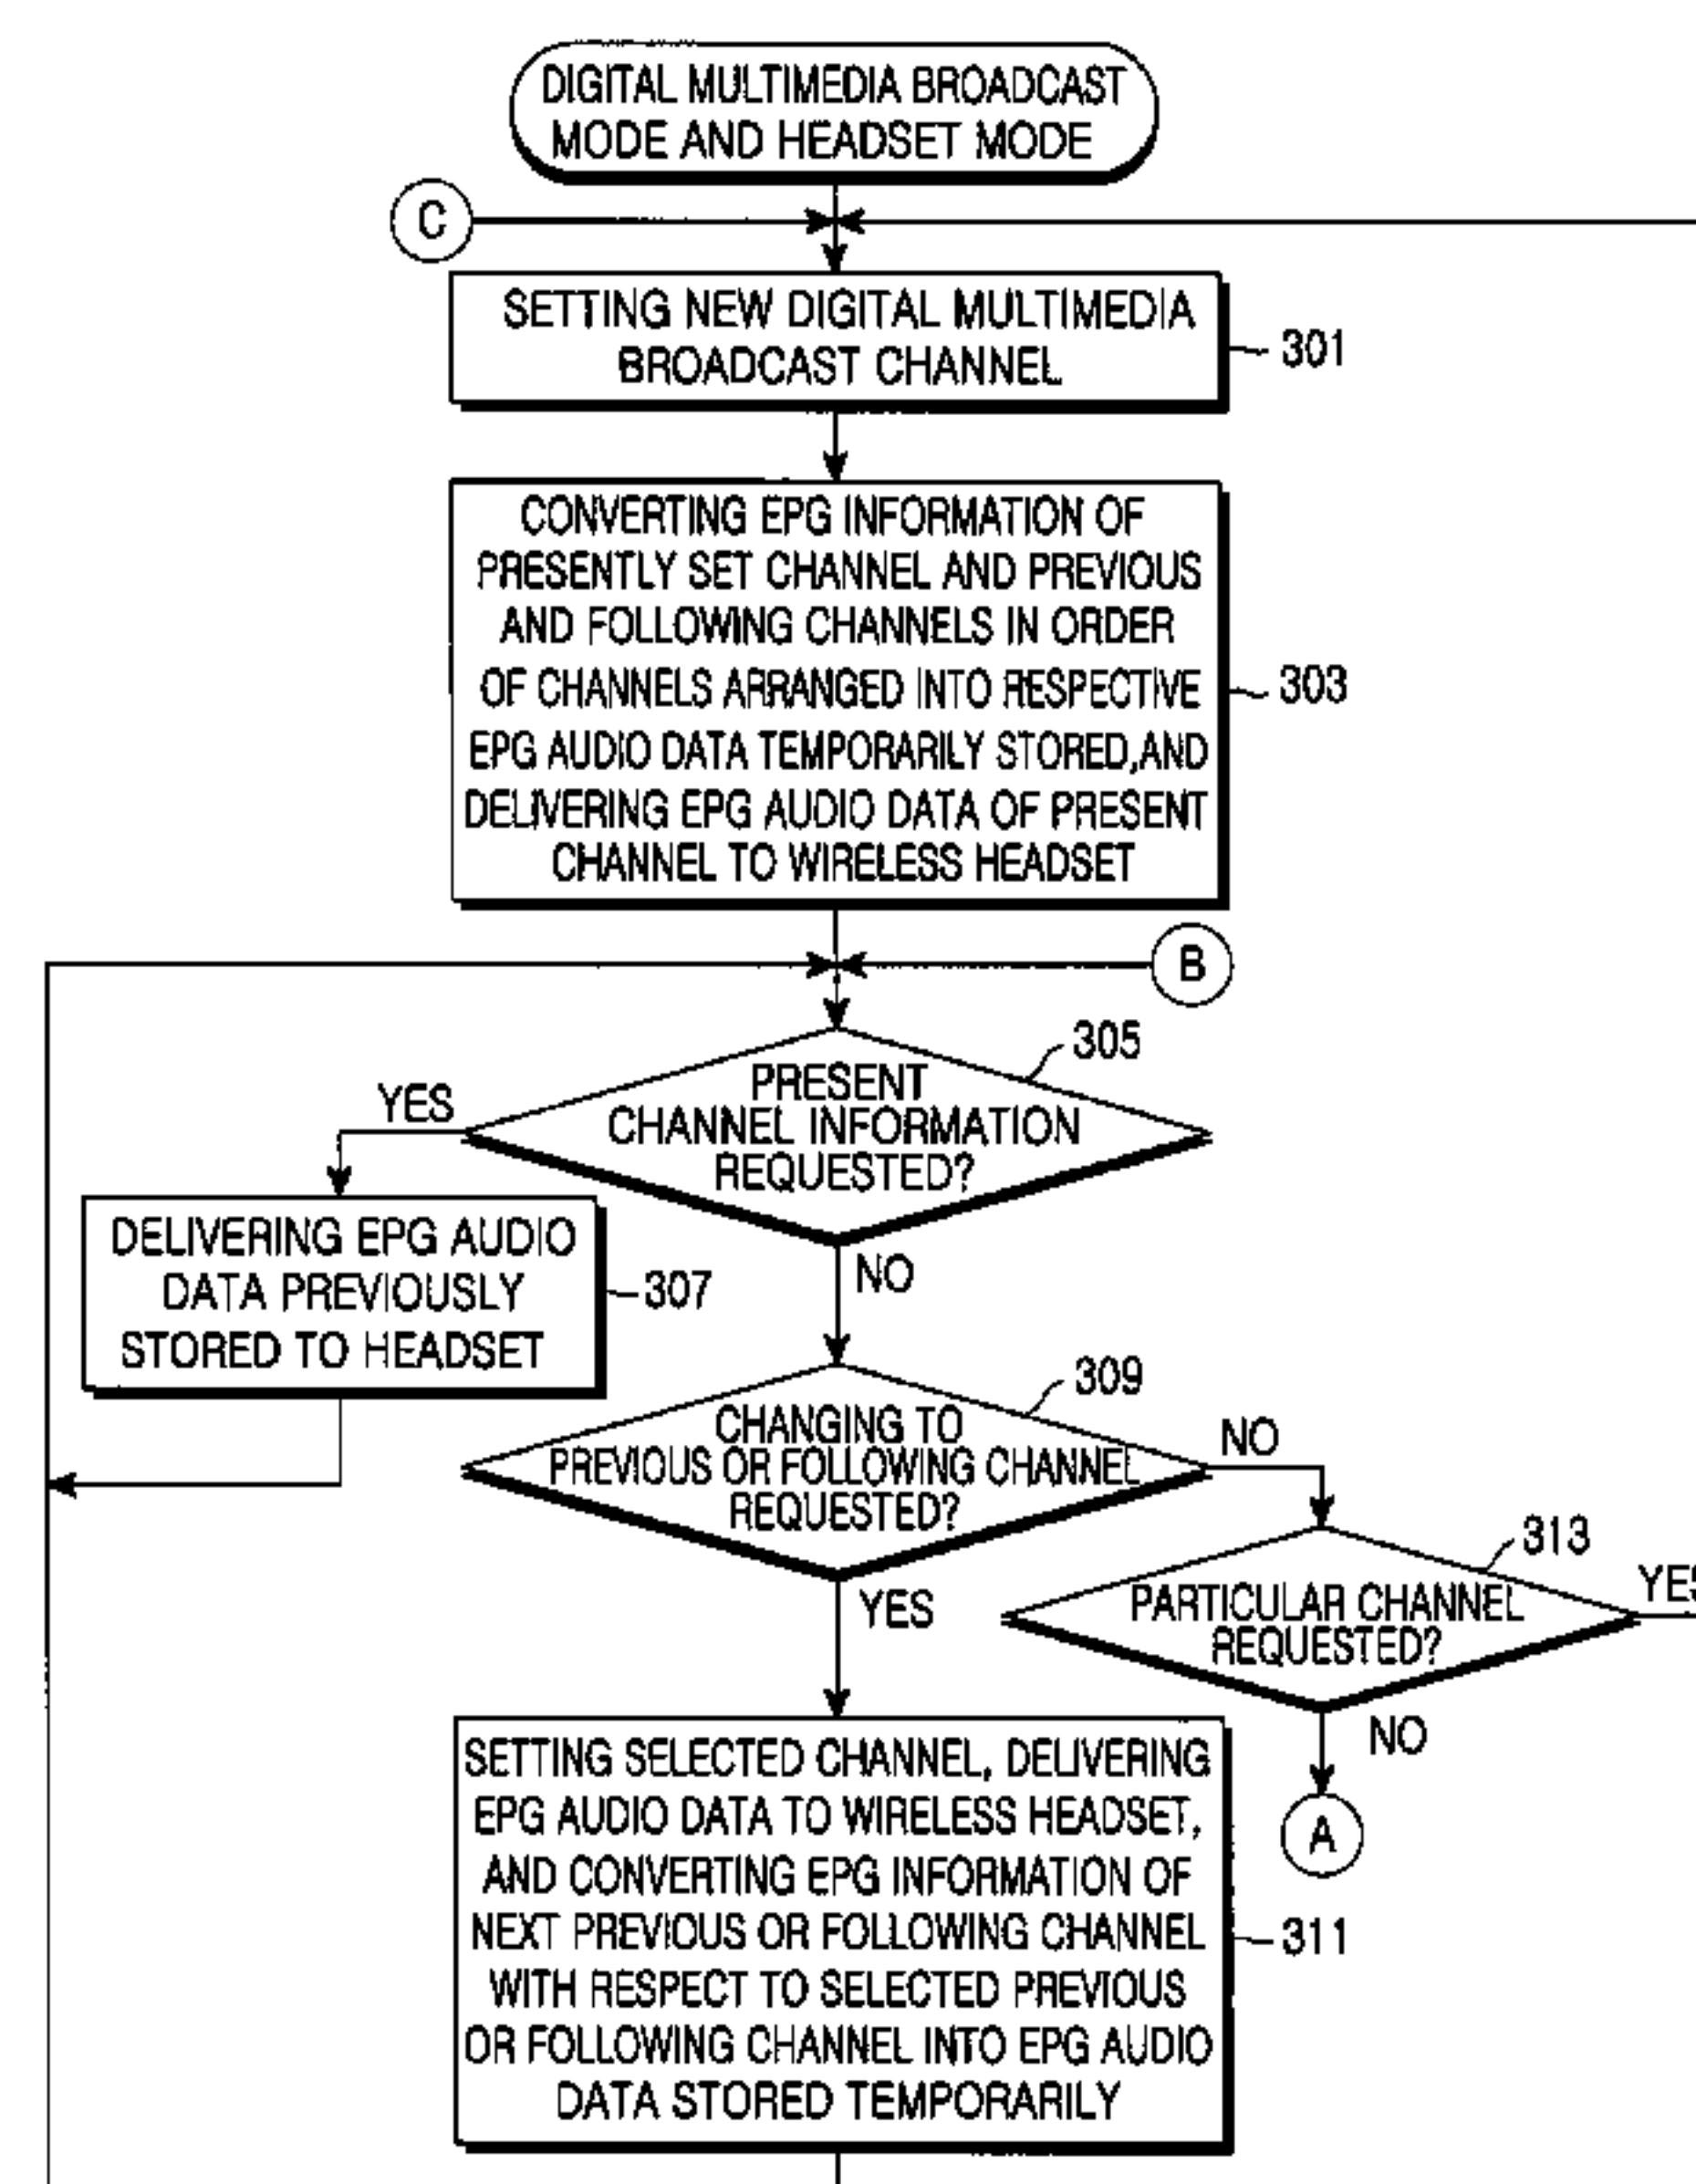 DIGITAL MULTIMEDIA BROADCAST
MODE AND HEADSET MODE
C
SETTING NEW DIGITAL MULTIMEDIA
BROADCAST CHANNEL
301
CONVERTING EPG INFORMATION OF
PRESENTLY SET CHANNEL AND PREVIOUS
AND FOLLOWING CHANNELS IN ORDER
OF CHANNELS ARRANGED INTO RESPECTIVE
EPG AUDIO DATA TEMPORARILY STORED,AND
DELIVERING EPG AUDIO DATA OF PRESENT
CHANNEL TO WIRELESS HEADSET
303
B
305
PRESENT
CHANNEL INFORMATION
REQUESTED?
YES
NO
DELIVERING EPG AUDIO
DATA PREVIOUSLY
STORED TO HEADSET
307
309
CHANGING TO
PREVIOUS OR FOLLOWING CHANNEL
REQUESTED?
NO
YES
313
PARTICULAR CHANNEL
REQUESTED?
YES
NO
A
SETTING SELECTED CHANNEL, DELIVERING
EPG AUDIO DATA TO WIRELESS HEADSET,
AND CONVERTING EPG INFORMATION OF
NEXT PREVIOUS OR FOLLOWING CHANNEL
WITH RESPECT TO SELECTED PREVIOUS
OR FOLLOWING CHANNEL INTO EPG AUDIO
DATA STORED TEMPORARILY
311